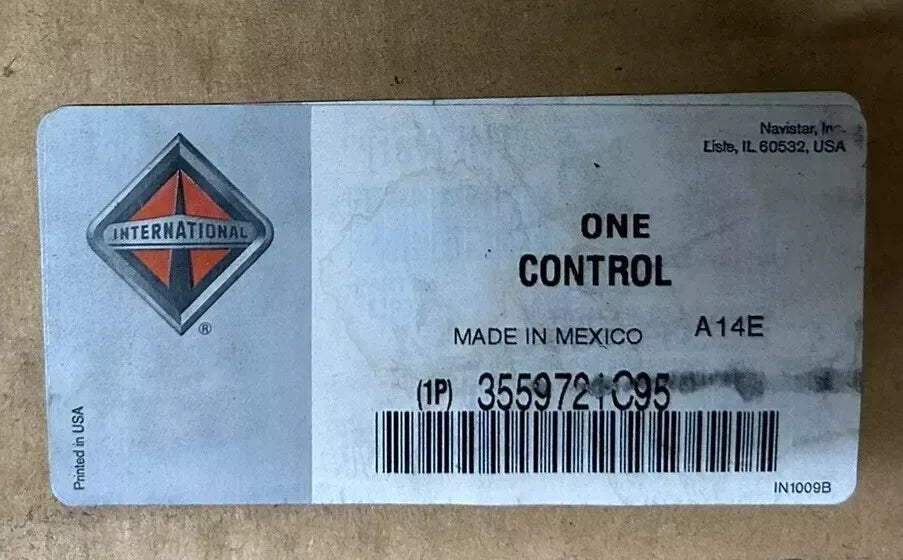 Navistar, Inc.
Lisle, IL 60532, USA
INTERNATIONAL
®
ONE
CONTROL
MADE IN MEXICO A14E
(1P) 3559721C95
Printed in USA
IN1009B